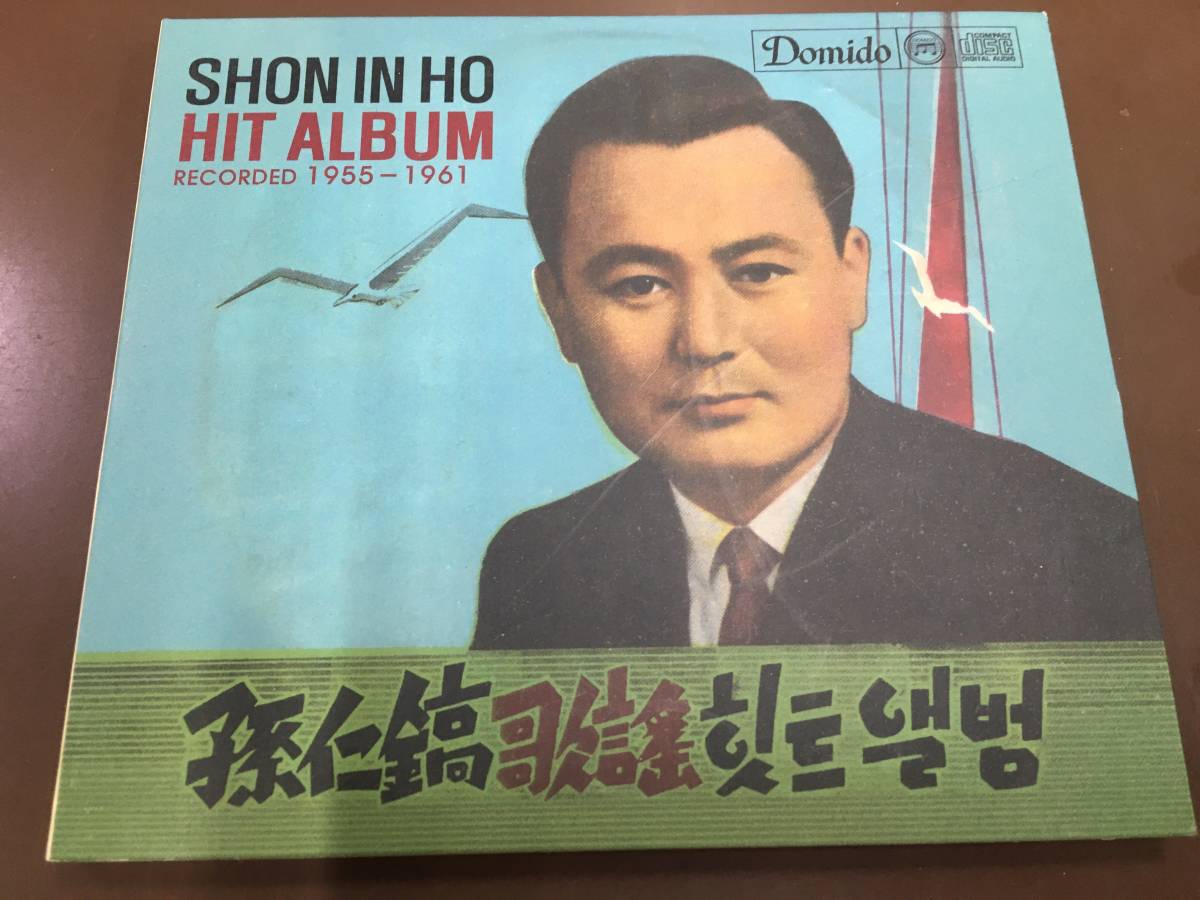 SHON IN HO
HIT ALBUM
RECORDED 1955-1961
Domido
COMPACT
disc
DIGITAL AUDIO
孫仁鎬歌謠힛트앨범